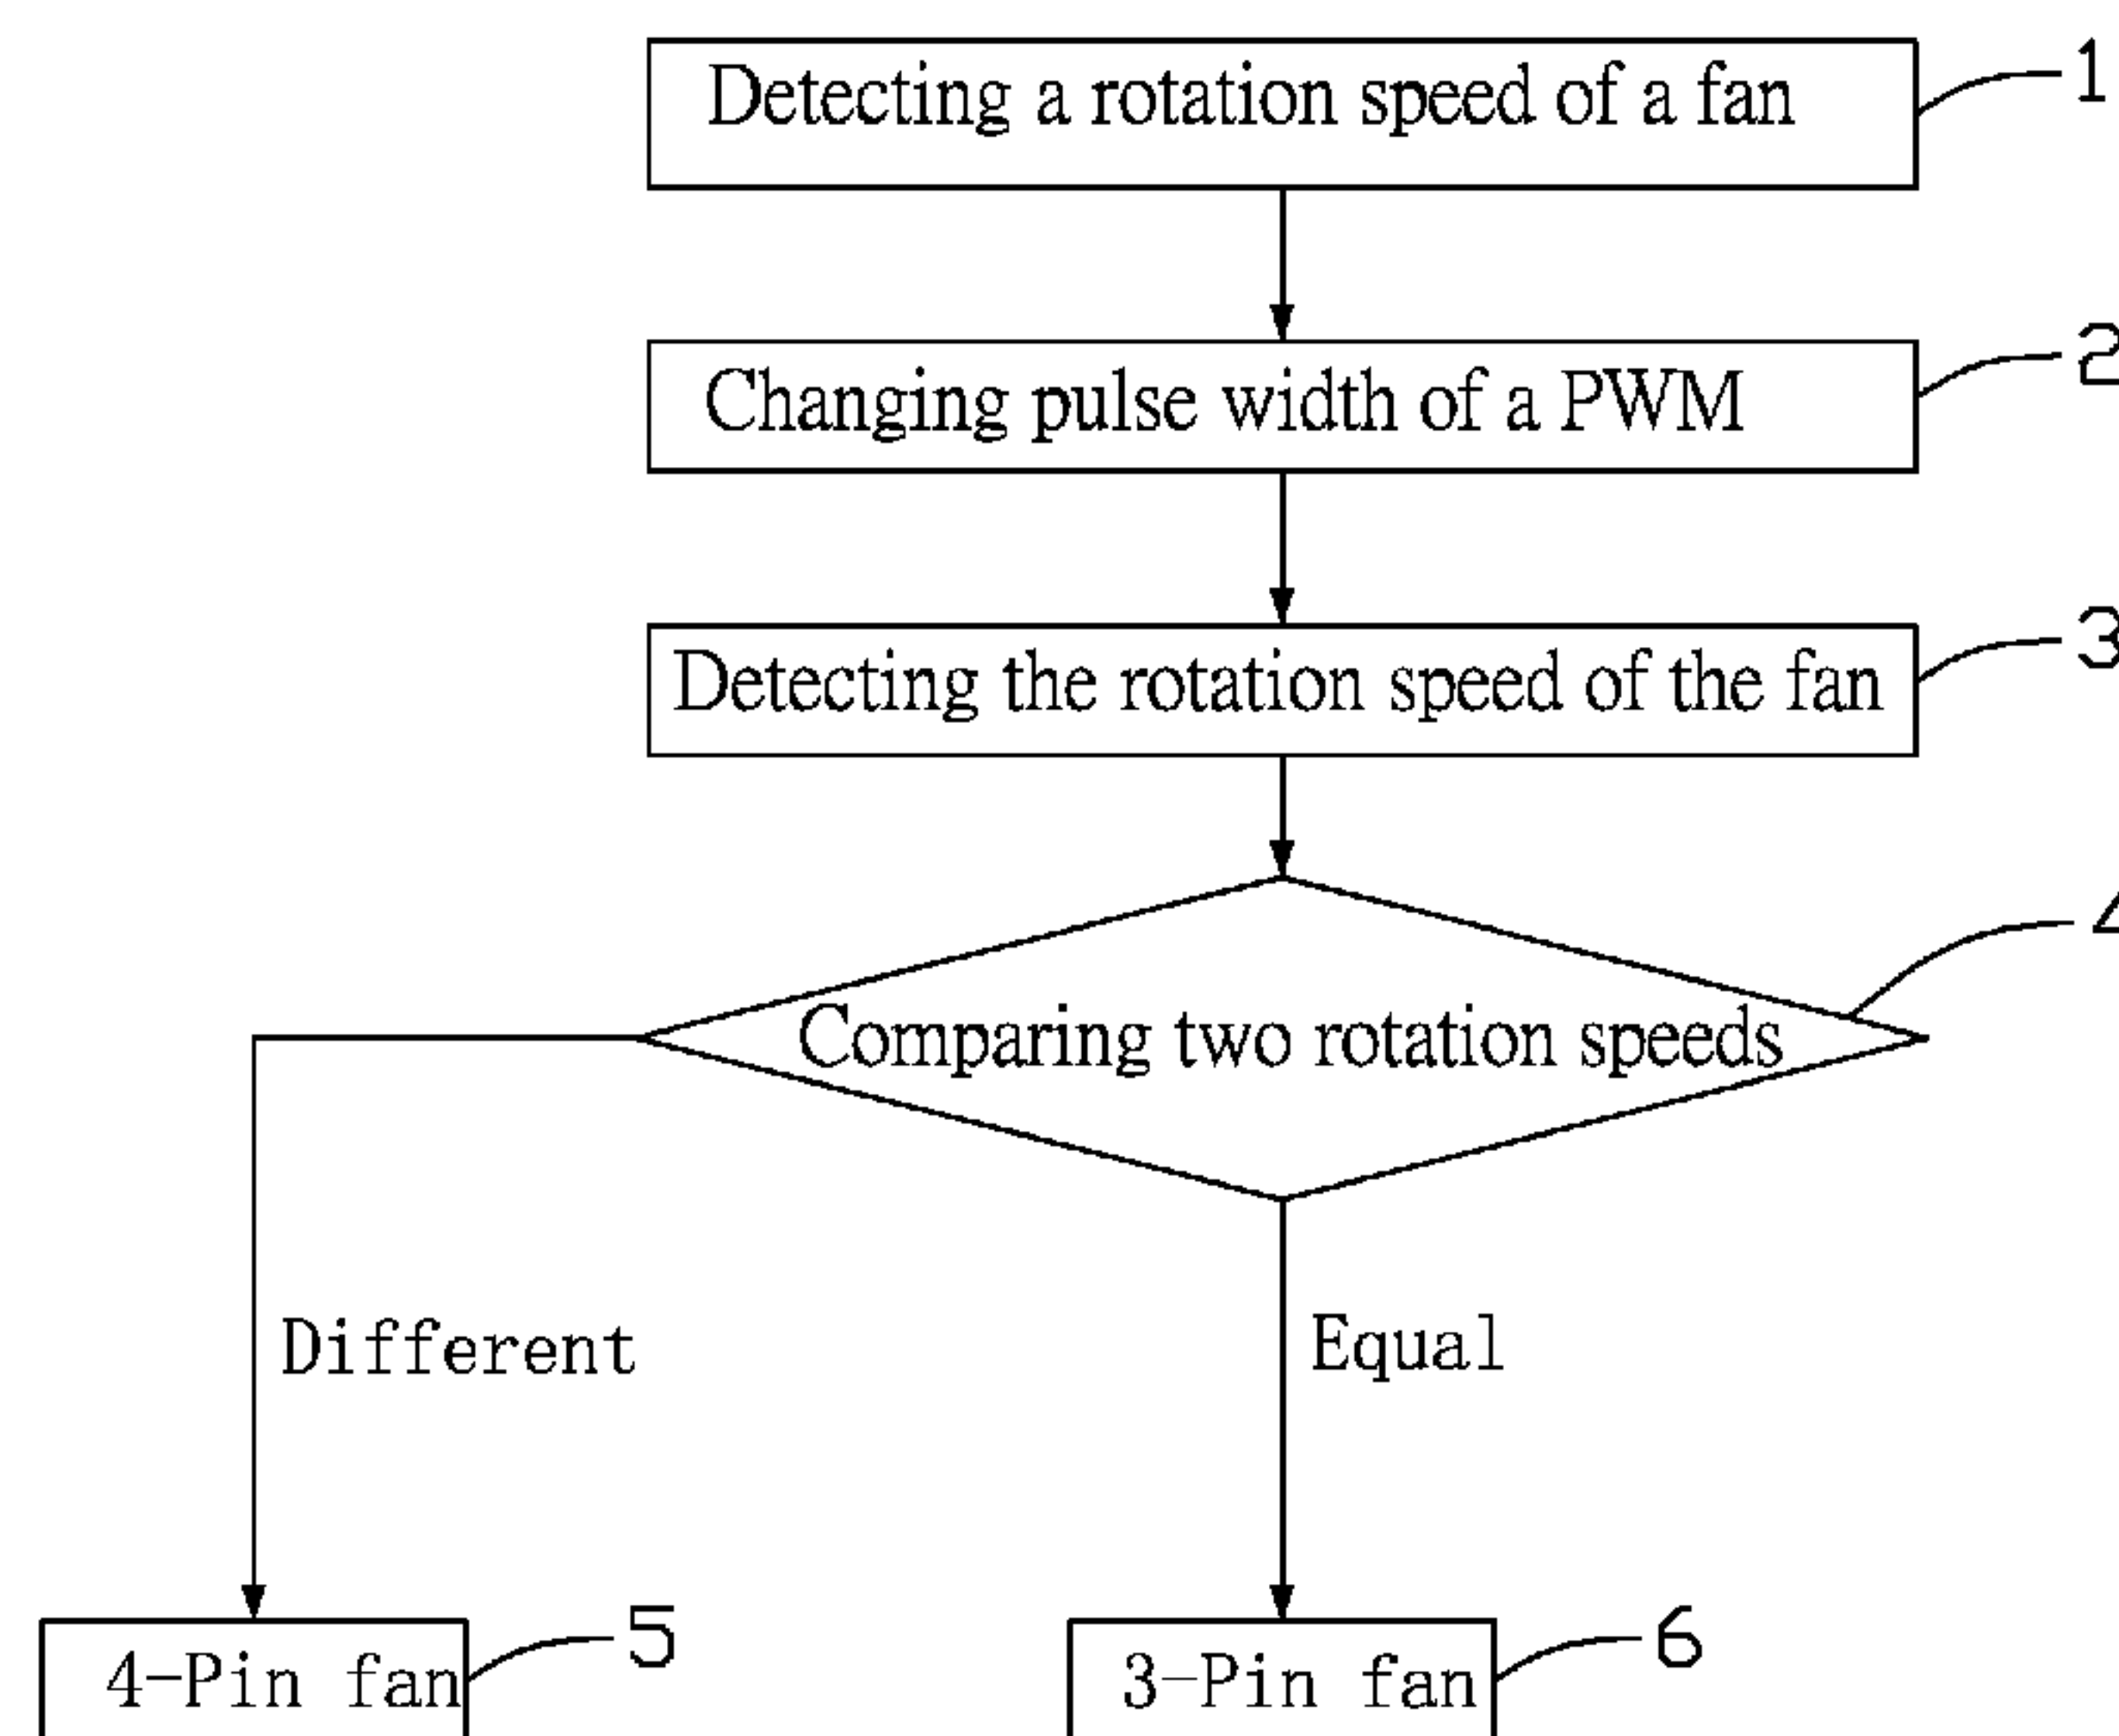 Detecting a rotation speed of a fan
1
Changing pulse width of a PWM
2
Detecting the rotation speed of the fan
3
4
Comparing two rotation speeds
Different
Equal
4-Pin fan
5
3-Pin fan
6